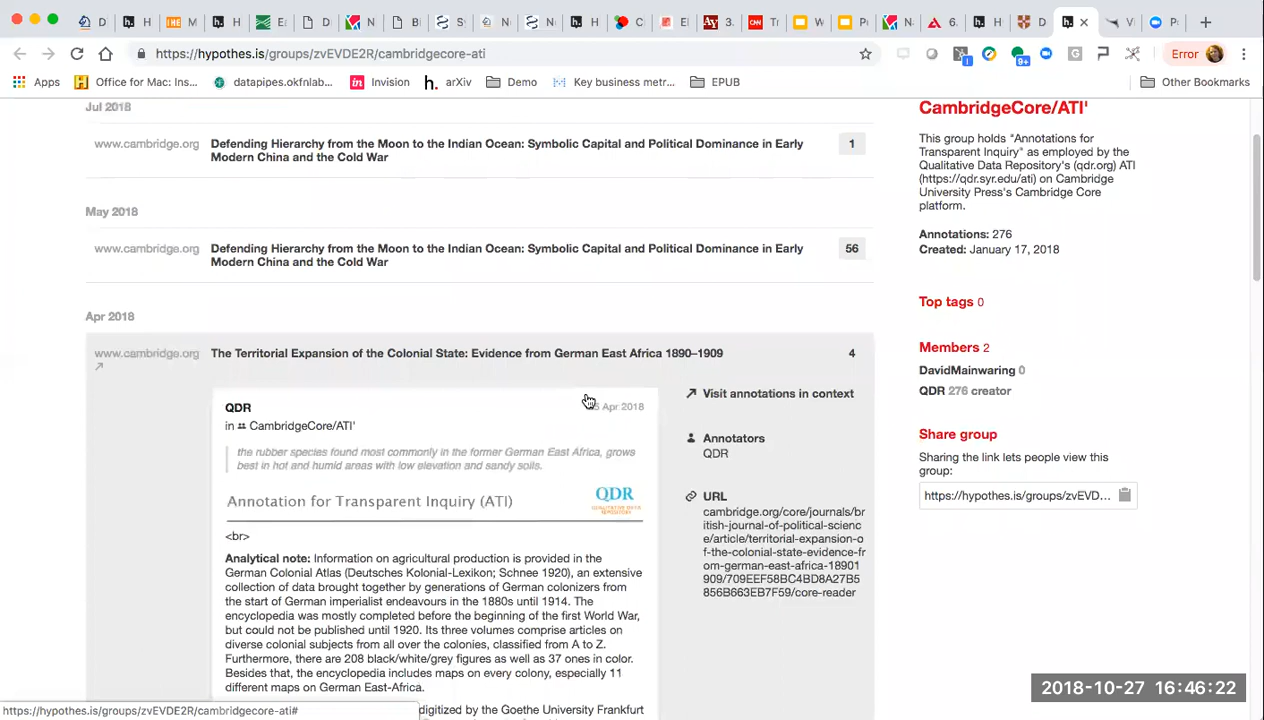 D
H
M
H
Ea
D
N
Bl
S
N
N
H
C
El
3.
Tr
W
P
N
6.
H
D
h.
Vi
P
https://hypothes.is/groups/zvEVDE2R/cambridgecore-ati
9+
Error
Apps
Office for Mac: Ins...
datapipes.okfnlab...
Invision
arXiv
Demo
Key business metr...
EPUB
Other Bookmarks
Jul 2018
www.cambridge.org
Defending Hierarchy from the Moon to the Indian Ocean: Symbolic Capital and Political Dominance in Early
Modern China and the Cold War
1
May 2018
www.cambridge.org
Defending Hierarchy from the Moon to the Indian Ocean: Symbolic Capital and Political Dominance in Early
Modern China and the Cold War
56
Apr 2018
www.cambridge.org
The Territorial Expansion of the Colonial State: Evidence from German East Africa 1890–1909
4
QDR
Apr 2018
in CambridgeCore/ATI'
the rubber species found most commonly in the former German East Africa, grows
best in hot and humid areas with low elevation and sandy soils.
Annotation for Transparent Inquiry (ATI)
QDR
QUALITATIVE DATA
REPOSITORY
<br>
Analytical note: Information on agricultural production is provided in the
German Colonial Atlas (Deutsches Kolonial-Lexikon; Schnee 1920), an extensive
collection of data brought together by generations of German colonizers from
the start of German imperialist endeavours in the 1880s until 1914. The
encyclopedia was mostly completed before the beginning of the first World War,
but could not be published until 1920. Its three volumes comprise articles on
diverse colonial subjects from all over the colonies, classified from A to Z.
Furthermore, there are 208 black/white/grey figures as well as 37 ones in color.
Besides that, the encyclopedia includes maps on every colony, especially 11
different maps on German East-Africa.
digitized by the Goethe University Frankfurt
Visit annotations in context
Annotators
QDR
URL
cambridge.org/core/journals/br
itish-journal-of-political-scienc
e/article/territorial-expansion-o
f-the-colonial-state-evidence-fr
om-german-east-africa-18901
909/709EEF58BC4BD8A27B5
856B663EB7F59/core-reader
CambridgeCore/ATI'
This group holds "Annotations for
Transparent Inquiry" as employed by the
Qualitative Data Repository's (qdr.org) ATI
(https://qdr.syr.edu/ati) on Cambridge
University Press's Cambridge Core
platform.
Annotations: 276
Created: January 17, 2018
Top tags 0
Members 2
DavidMainwaring 0
QDR 276 creator
Share group
Sharing the link lets people view this
group:
https://hypothes.is/groups/zvEVD...
https://hypothes.is/groups/zvEVDE2R/cambridgecore-ati#
2018-10-27 16:46:22